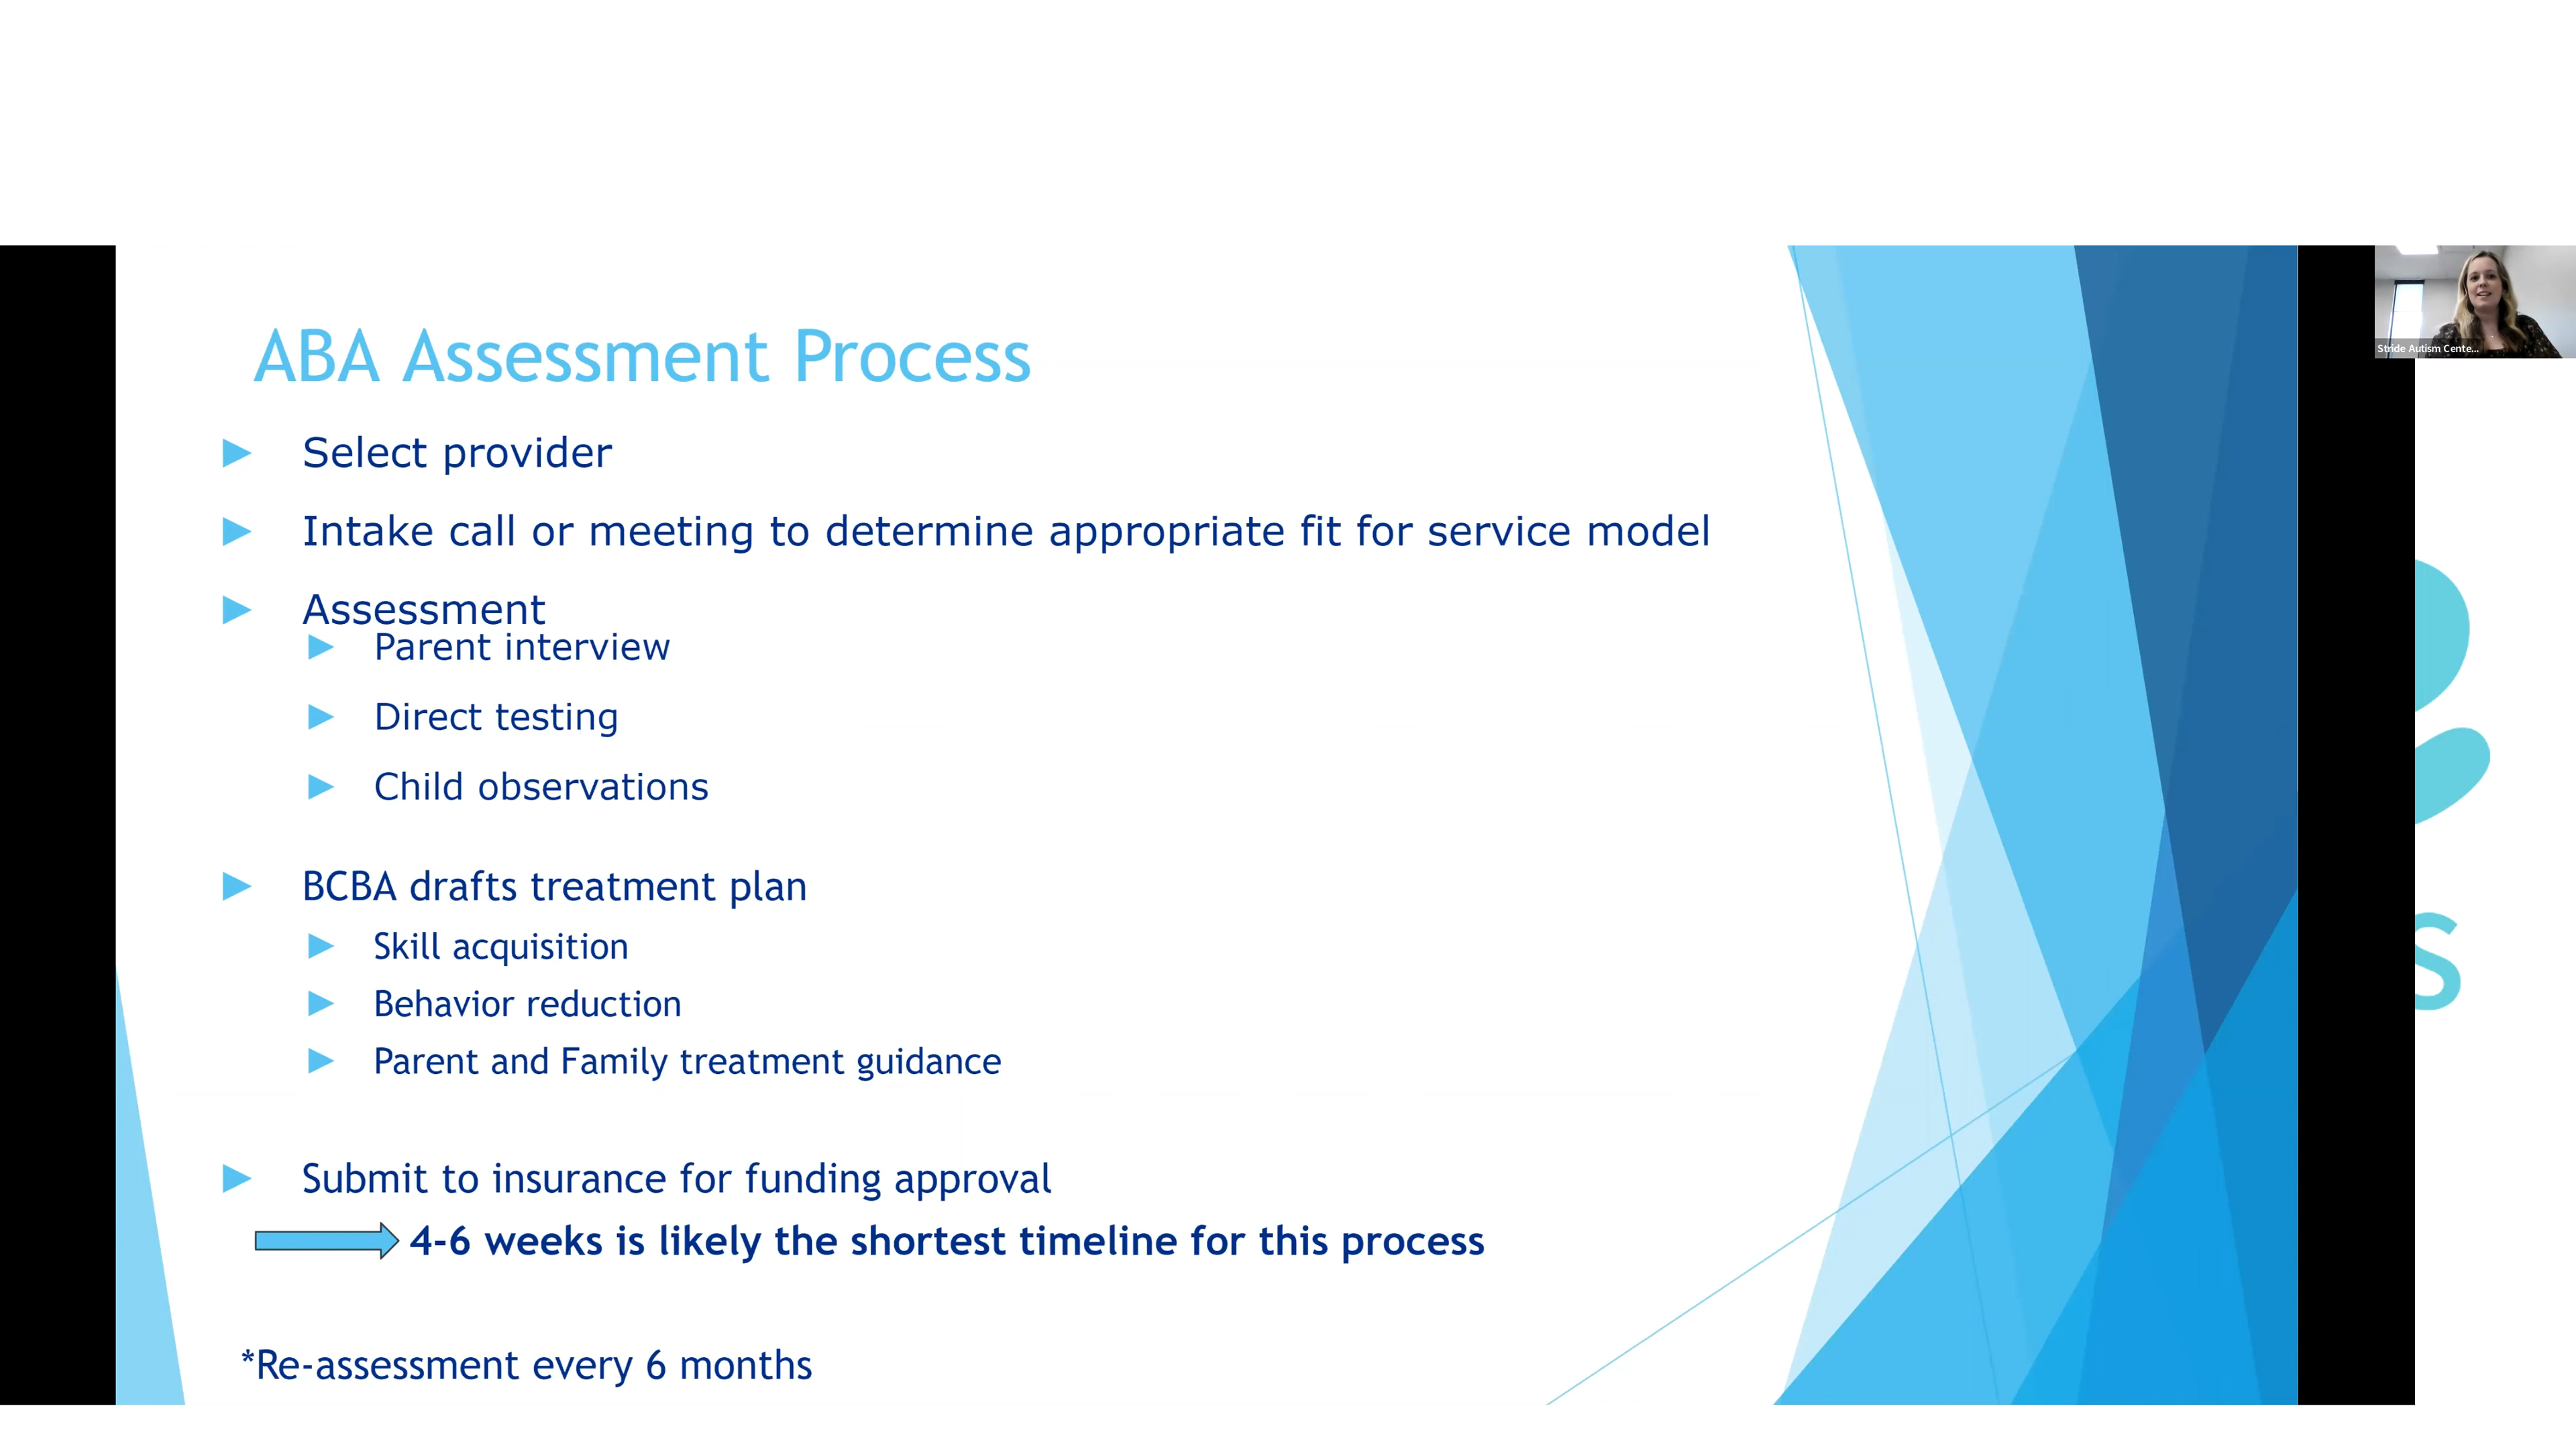 ABA Assessment Process
Select provider
Intake call or meeting to determine appropriate fit for service model
Assessment
Parent interview
Direct testing
Child observations
BCBA drafts treatment plan
Skill acquisition
Behavior reduction
Parent and Family treatment guidance
Submit to insurance for funding approval
4-6 weeks is likely the shortest timeline for this process
*Re-assessment every 6 months
Stride Autism Cente...
s